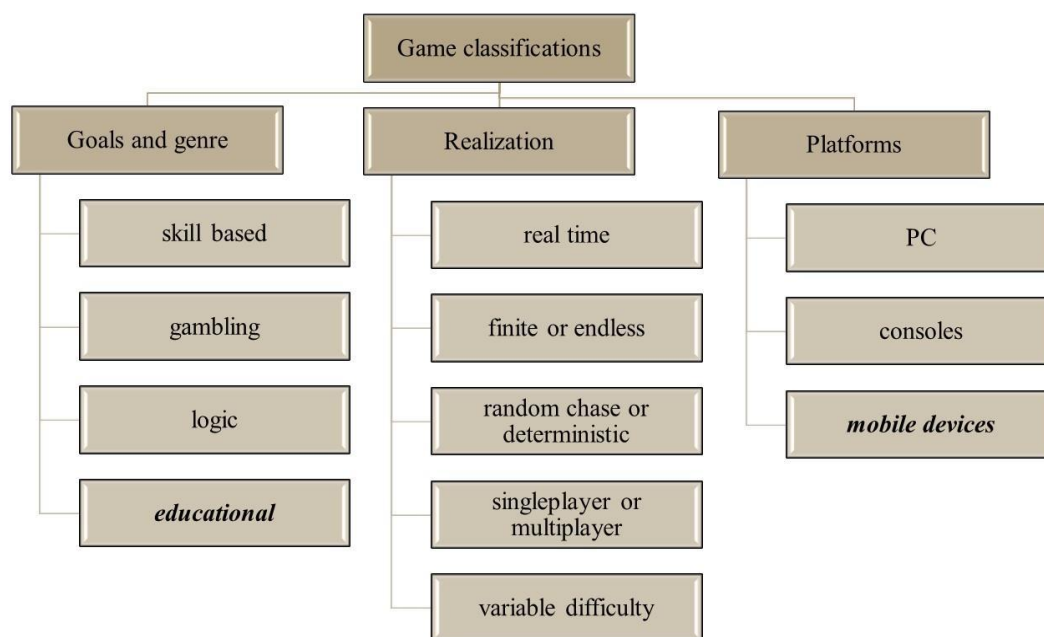 Game classifications
Goals and genre
skill based
gambling
logic
educational
Realization
real time
finite or endless
random chase or
deterministic
singleplayer or
multiplayer
variable difficulty
Platforms
PC
consoles
mobile devices